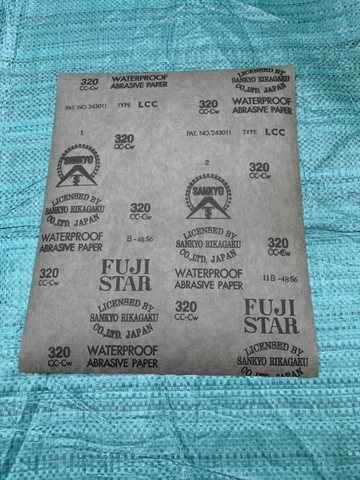 320
CC-Cw
WATERPROOF
ABRASIVE PAPER
LICENSED BY
SANKYO RIKAGAKU
CO.,LTD. JAPAN
PAT. NO. 243011 TYPE LCC
320
CC-Cw
WATERPROOF
ABRASIVE PAPER
1
320
CC-Cw
PAT. NO. 243011 TYPE LCC
SANKYO
2
320
CC-Cw
SANKYO
LICENSED BY
SANKYO RIKAGAKU
CO.,LTD. JAPAN
320
CC-Cw
WATERPROOF
ABRASIVE PAPER
B-4856
LICENSED BY
SANKYO RIKAGAKU
CO.,LTD. JAPAN
320
CC-Cw
320
CC-Cw
FUJI
STAR
WATERPROOF
ABRASIVE PAPER
11B-4856
LICENSED BY
SANKYO RIKAGAKU
CO.,LTD. JAPAN
320
CC-Cw
FUJI
STAR
320
CC-Cw
WATERPROOF
ABRASIVE PAPER
LICENSED BY
SANKYO RIKAGAKU
CO.,LTD. JAPAN